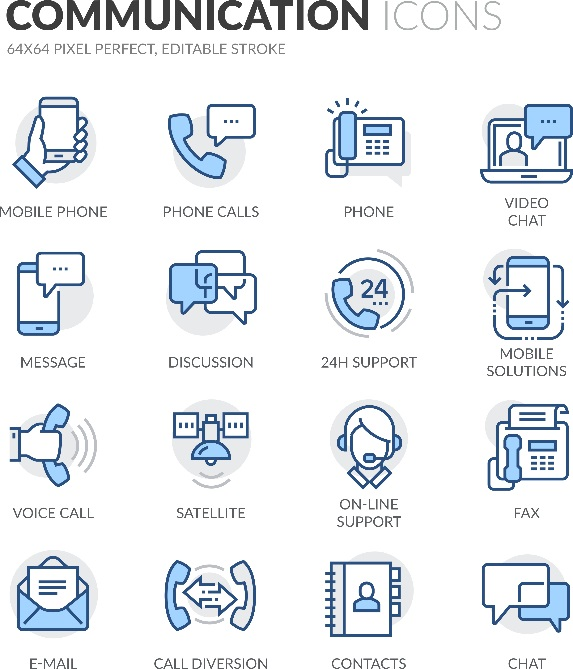 COMMUNICATION ICONS
64X64 PIXEL PERFECT, EDITABLE STROKE
MOBILE PHONE
PHONE CALLS
PHONE
VIDEO
CHAT
MESSAGE
DISCUSSION
24
24H SUPPORT
MOBILE
SOLUTIONS
VOICE CALL
SATELLITE
ON-LINE
SUPPORT
FAX
E-MAIL
CALL DIVERSION
CONTACTS
CHAT